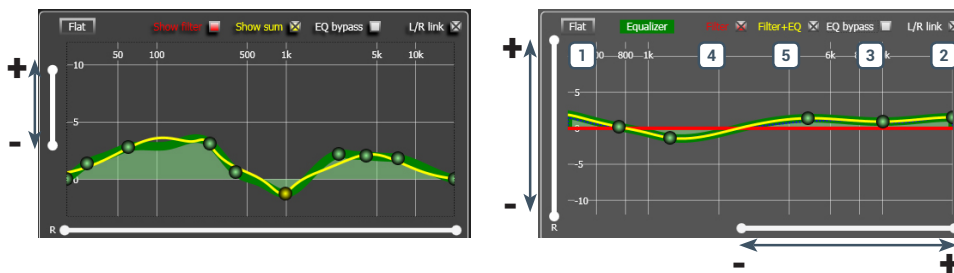 Flat Show filter Show sum EQ bypass L/R link
50 100 500 1k 5k 10k
+
-10
-5
-
0
R
Flat Equalizer Filter Filter+EQ EQ bypass L/R link
+
1 800 1k 4 5 6k 3 2
-5
0
-5
-
-10
R
- +